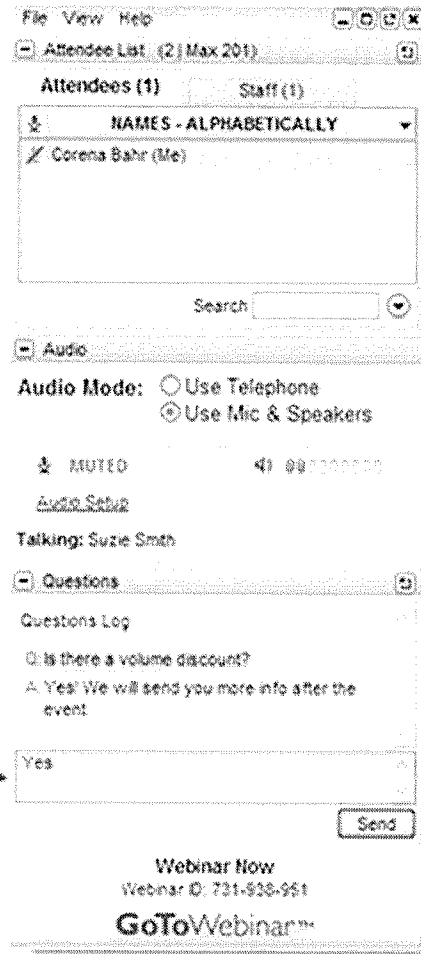 File View Help
Attendee List (2 | Max 201)
Attendees (1) Staff (1)
NAMES - ALPHABETICALLY
Corena Bahr (Me)
Search
Audio
Audio Mode: Use Telephone
Use Mic & Speakers
MUTED
Audio Setup
Talking: Suzie Smith
Questions
Questions Log
Q: Is there a volume discount?
A: Yes! We will send you more info after the
event
Yes
Send
Webinar Now
Webinar ID: 731-938-951
GoToWebinar™